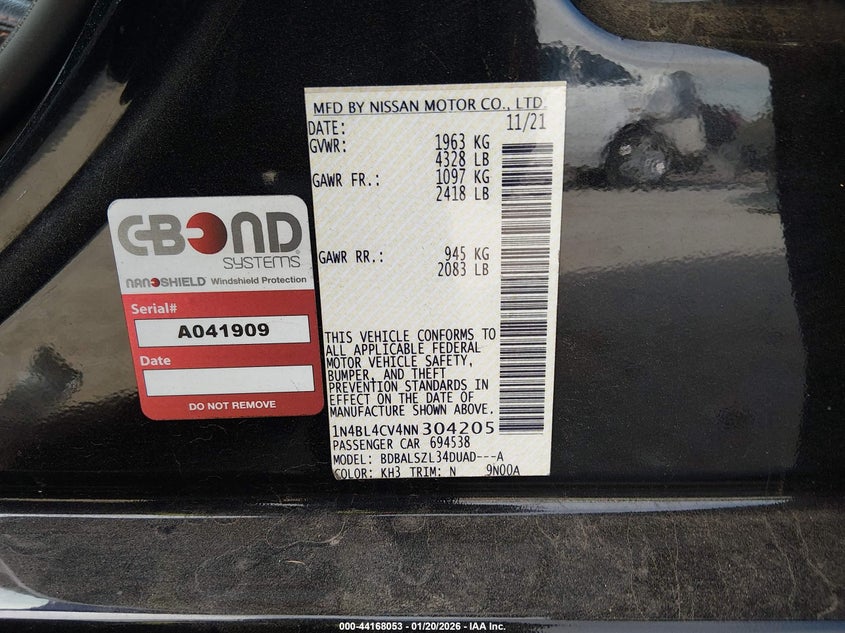 MFD BY NISSAN MOTOR CO., LTD.
DATE: 11/21
GVWR: 1963 KG
4328 LB
GAWR FR.: 1097 KG
2418 LB
GAWR RR.: 945 KG
2083 LB
THIS VEHICLE CONFORMS TO
ALL APPLICABLE FEDERAL
MOTOR VEHICLE SAFETY,
BUMPER, AND THEFT
PREVENTION STANDARDS IN
EFFECT ON THE DATE OF
MANUFACTURE SHOWN ABOVE.
1N4BL4CV4NN304205
PASSENGER CAR 694538
MODEL: BDBALSZL34DUAD---A
COLOR: KH3 TRIM: N 9N00A
C-BOND
SYSTEMS®
NANOSHIELD Windshield Protection
Serial#
A041909
Date
DO NOT REMOVE
000-44168053 - 01/20/2026 - IAA Inc.